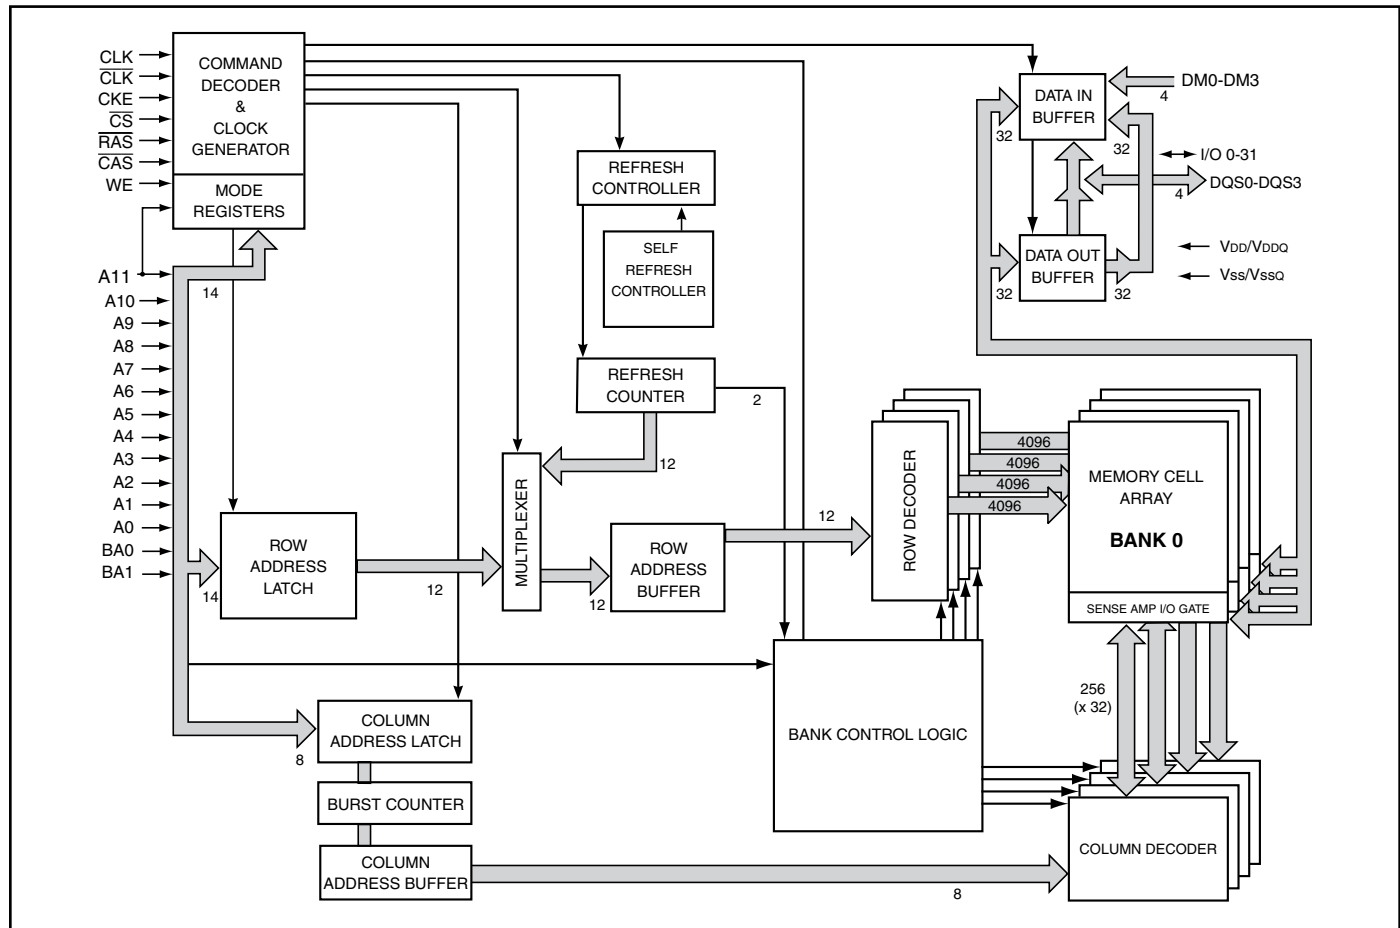 CLK
CLK
CKE
CS
RAS
CAS
WE
COMMAND
DECODER
&
CLOCK
GENERATOR
MODE
REGISTERS
A11
A10
A9
A8
A7
A6
A5
A4
A3
A2
A1
A0
BA0
BA1
14
14
ROW
ADDRESS
LATCH
12
REFRESH
CONTROLLER
SELF
REFRESH
CONTROLLER
REFRESH
COUNTER
2
12
MULTIPLEXER
12
ROW
ADDRESS
BUFFER
12
ROW DECODER
4096
4096
4096
4096
MEMORY CELL
ARRAY
BANK 0
SENSE AMP I/O GATE
DATA IN
BUFFER
DM0-DM3
4
32
32
I/O 0-31
DQS0-DQS3
4
DATA OUT
BUFFER
32
32
VDD/VDDQ
Vss/VssQ
256
(x 32)
BANK CONTROL LOGIC
COLUMN
ADDRESS LATCH
8
BURST COUNTER
COLUMN
ADDRESS BUFFER
8
COLUMN DECODER